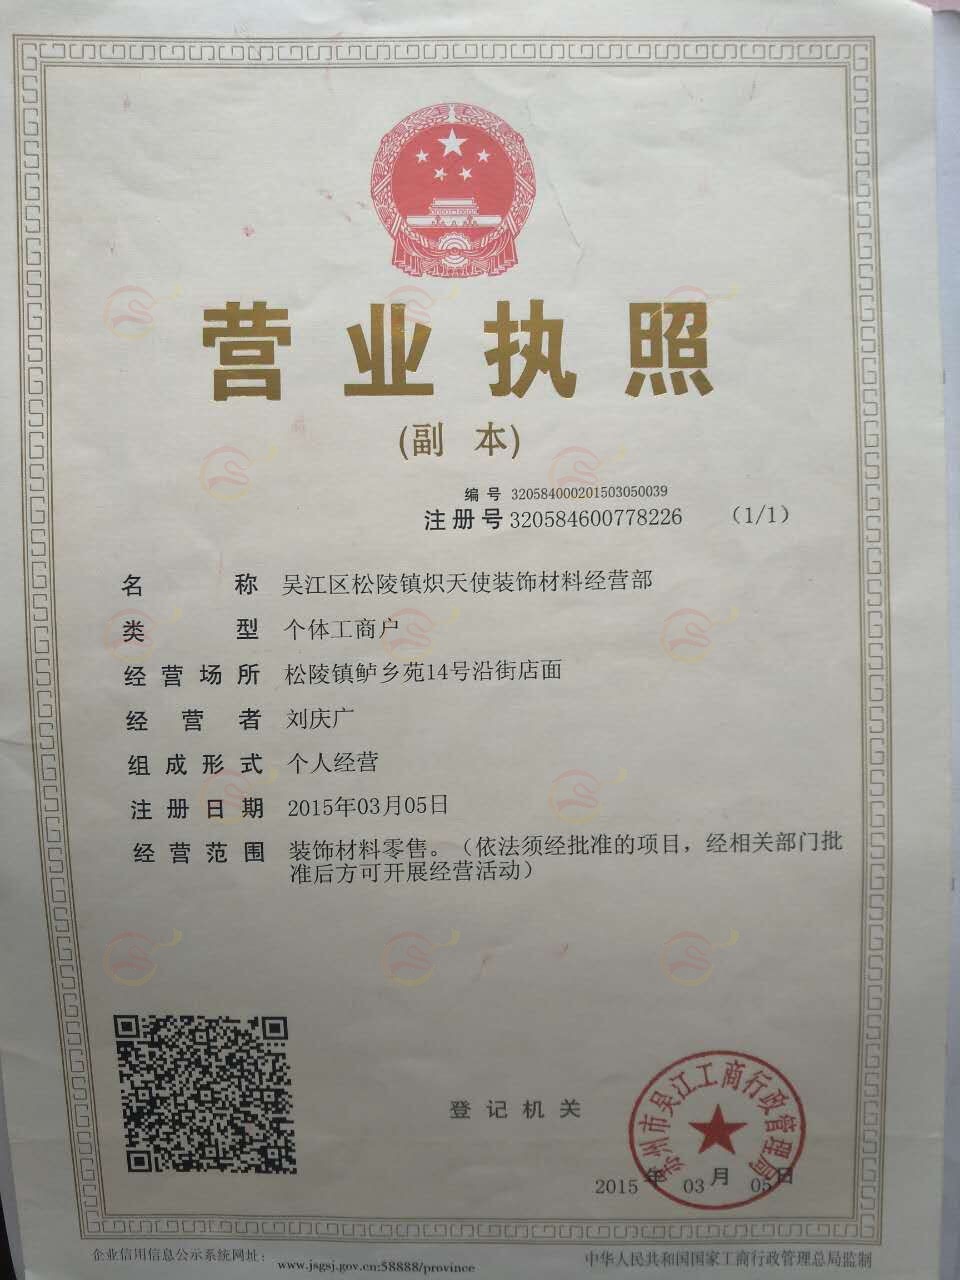 营业执照
(副 本)
编 号 320584000201503050039
注册号 320584600778226 (1/1)
名 称 吴江区松陵镇炽天使装饰材料经营部
类 型 个体工商户
经营场所 松陵镇鲈乡苑14号沿街店面
经 营 者 刘庆广
组成形式 个人经营
注册日期 2015年03月05日
经营范围 装饰材料零售。（依法须经批准的项目，经相关部门批
准后方可开展经营活动）
登记机关
苏州市吴江工商行政管理局
2015 年 03 月 05 日
企业信用信息公示系统网址： www.jsgsj.gov.cn:58888/province
中华人民共和国国家工商行政管理总局监制